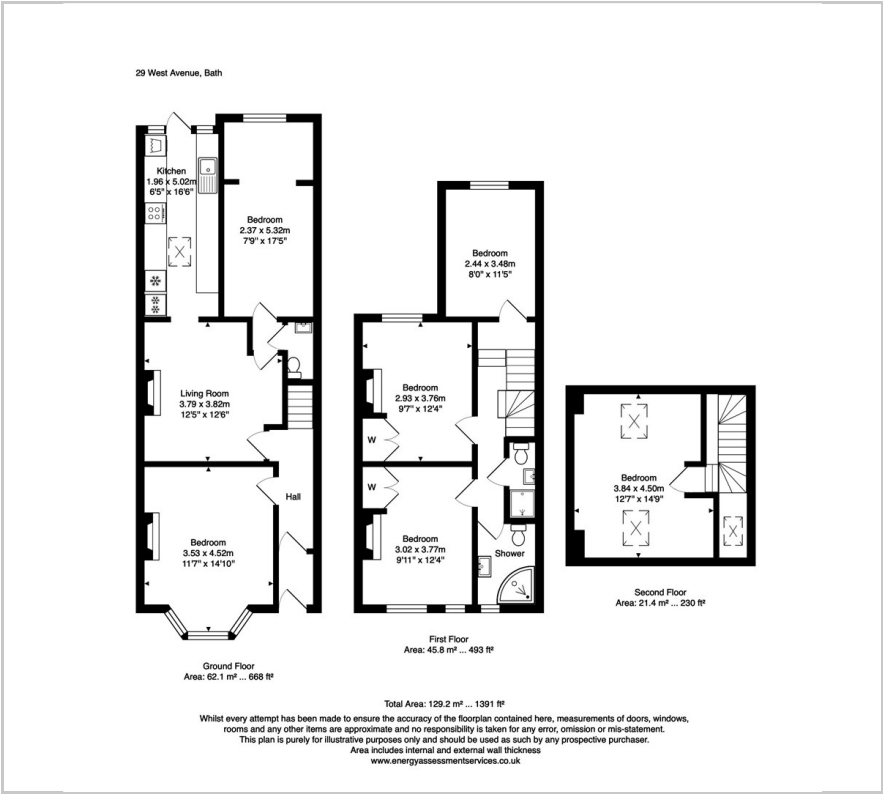 29 West Avenue, Bath
Kitchen
1.96 x 5.02m
6'5" x 16'6"
Bedroom
2.37 x 5.32m
7'9" x 17'5"
Living Room
3.79 x 3.82m
12'5" x 12'6"
Hall
Bedroom
3.53 x 4.52m
11'7" x 14'10"
Ground Floor
Area: 62.1 m² ... 668 ft²
Bedroom
2.44 x 3.48m
8'0" x 11'5"
Bedroom
2.93 x 3.76m
9'7" x 12'4"
W
W
Bedroom
3.02 x 3.77m
9'11" x 12'4"
Shower
First Floor
Area: 45.8 m² ... 493 ft²
Bedroom
3.84 x 4.50m
12'7" x 14'9"
Second Floor
Area: 21.4 m² ... 230 ft²
Total Area: 129.2 m² ... 1391 ft²
Whilst every attempt has been made to ensure the accuracy of the floorplan contained here, measurements of doors, windows,
rooms and any other items are approximate and no responsibility is taken for any error, omission or mis-statement.
This plan is purely for illustrative purposes only and should be used as such by any prospective purchaser.
Area includes internal and external wall thickness
www.energyassessmentservices.co.uk